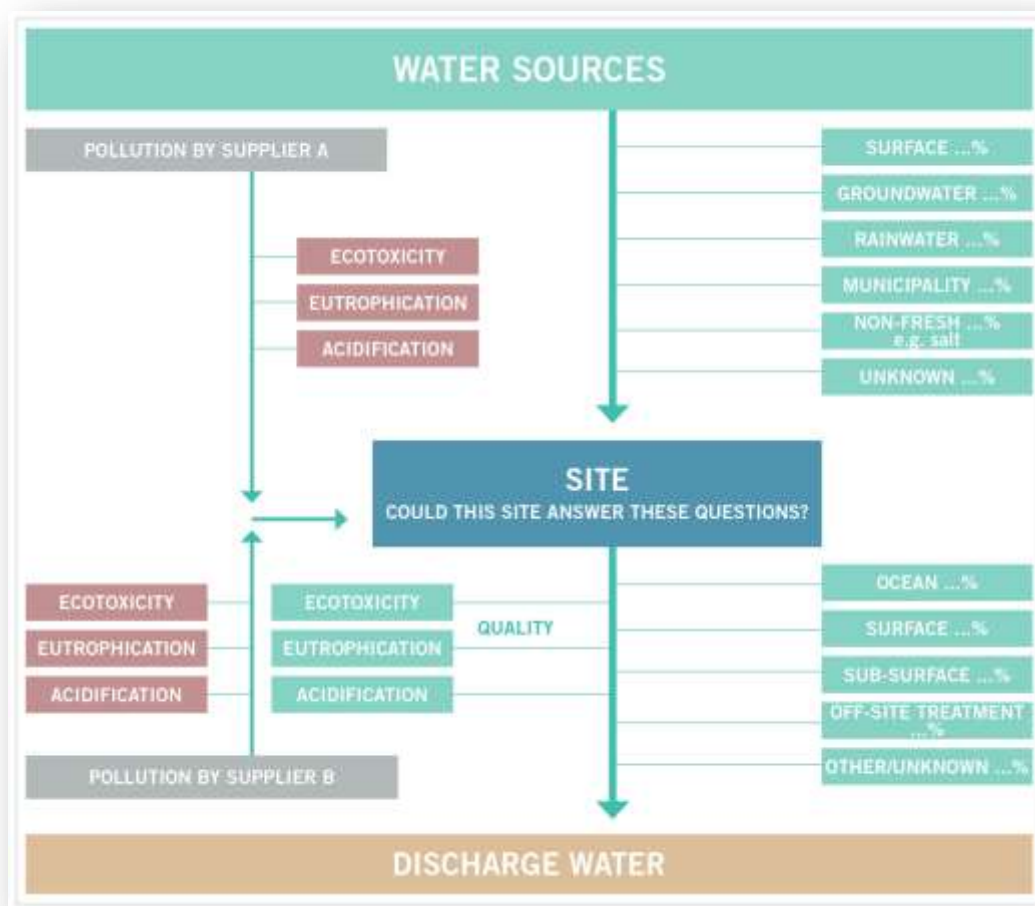 WATER SOURCES
POLLUTION BY SUPPLIER A
ECOTOXICITY
EUTROPHICATION
ACIDIFICATION
SURFACE ...%
GROUNDWATER ...%
RAINWATER ...%
MUNICIPALITY ...%
NON-FRESH ...%
e.g. salt
UNKNOWN ...%
SITE
COULD THIS SITE ANSWER THESE QUESTIONS?
ECOTOXICITY
EUTROPHICATION
ACIDIFICATION
ECOTOXICITY
EUTROPHICATION
ACIDIFICATION
QUALITY
OCEAN ...%
SURFACE ...%
SUB-SURFACE ...%
OFF-SITE TREATMENT
...%
OTHER/UNKNOWN ...%
POLLUTION BY SUPPLIER B
DISCHARGE WATER